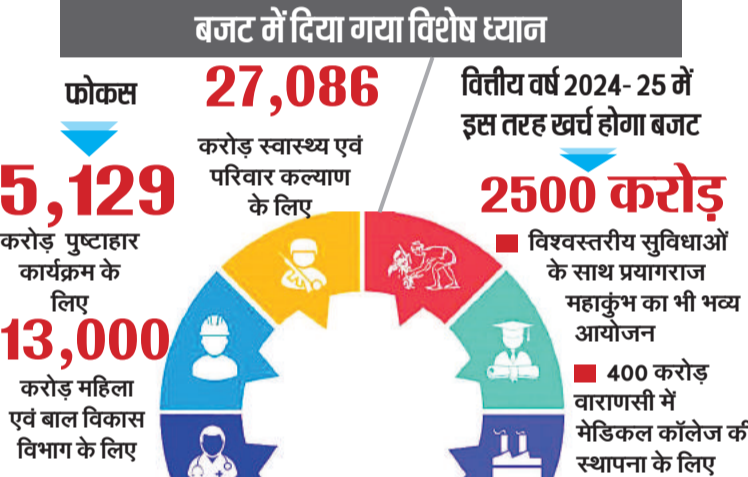 बजट में दिया गया विशेष ध्यान
फोकस
5,129
करोड़ पुष्टाहार
कार्यक्रम के
लिए
13,000
करोड़ महिला
एवं बाल विकास
विभाग के लिए
27,086
करोड़ स्वास्थ्य एवं
परिवार कल्याण
के लिए
वित्तीय वर्ष 2024- 25 में
इस तरह खर्च होगा बजट
2500 करोड़
विश्वस्तरीय सुविधाओं
के साथ प्रयागराज
महाकुंभ का भी भव्य
आयोजन
400 करोड़
वाराणसी में
मेडिकल कॉलेज की
स्थापना के लिए